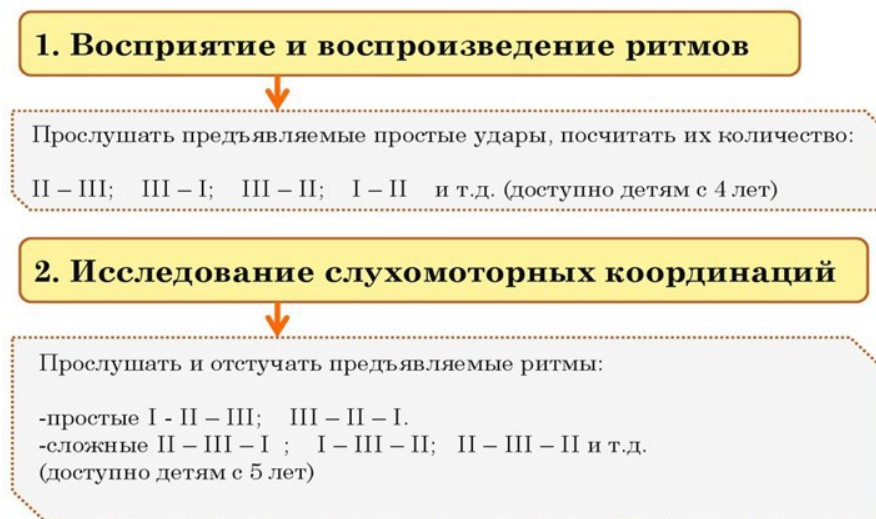 1. Восприятие и воспроизведение ритмов
Прослушать предъявляемые простые удары, посчитать их количество:
II – III;   III – I;   III – II;   I – II   и т.д. (доступно детям с 4 лет)
2. Исследование слухомоторных координаций
Прослушать и отстучать предъявляемые ритмы:
-простые I - II – III;   III – II – I.
-сложные II – III – I ;   I – III – II;   II – III – II и т.д.
(доступно детям с 5 лет)